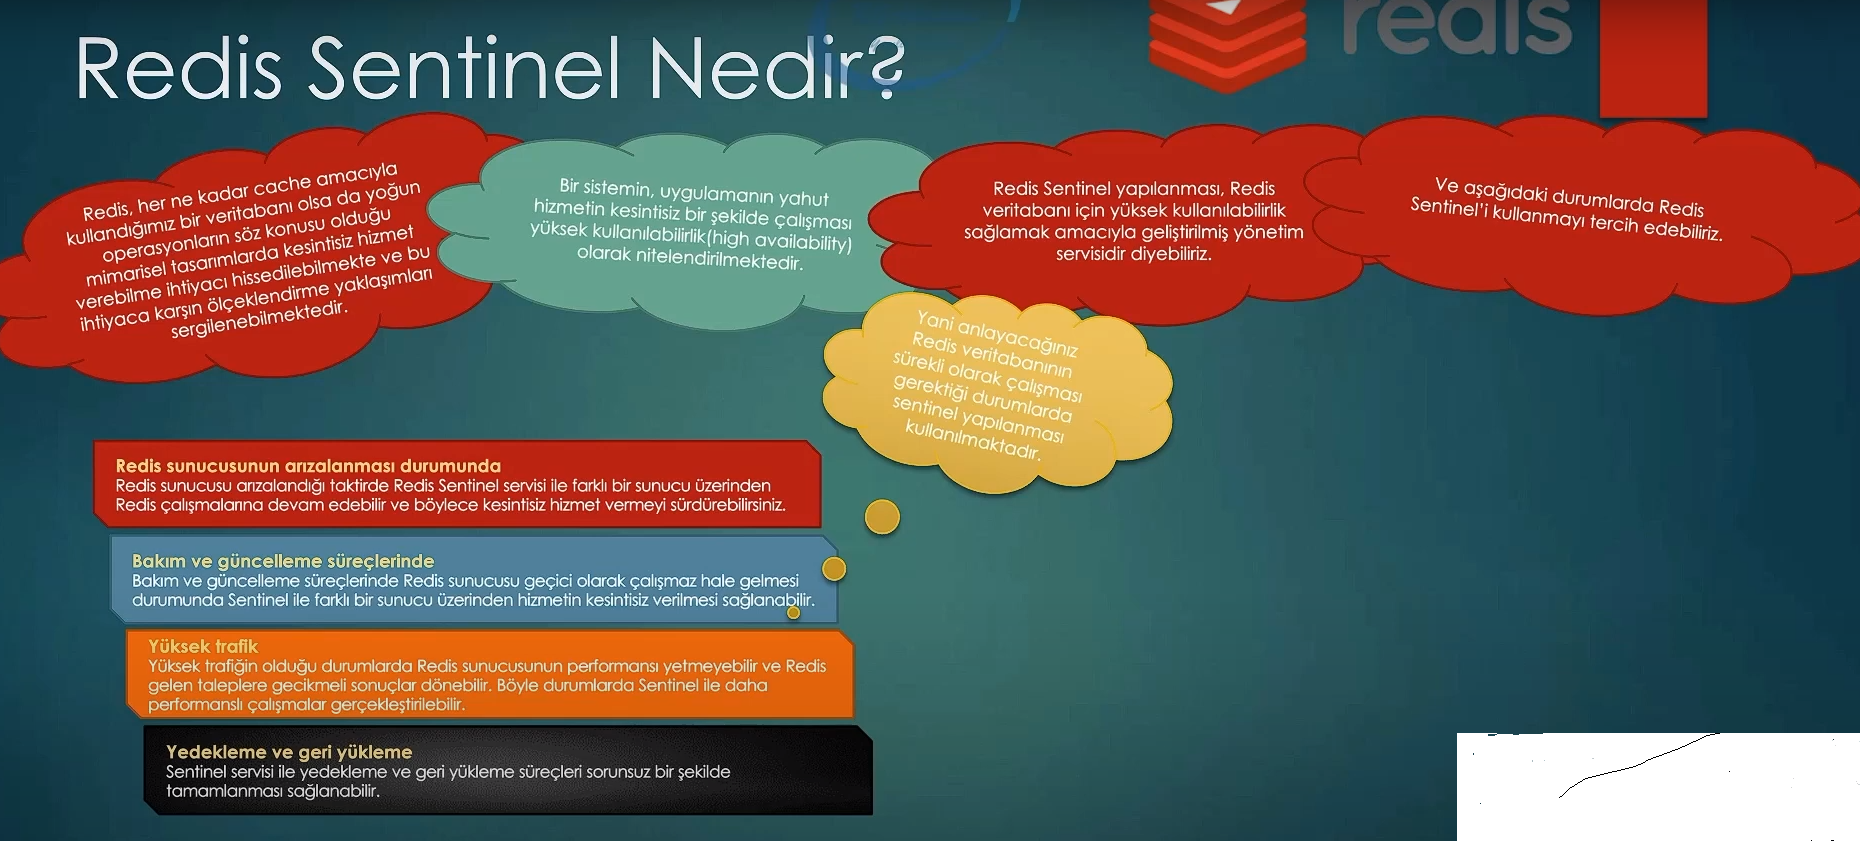 redis
Redis Sentinel Nedir?
Redis, her ne kadar cache amacıyla
kullandığımız bir veritabanı olsa da yoğun
operasyonların söz konusu olduğu
mimarisel tasarımlarda kesintisiz hizmet
verebilme ihtiyacı hissedilebilmekte ve bu
ihtiyaca karşın ölçeklendirme yaklaşımları
sergilenebilmektedir.
Bir sistemin, uygulamanın yahut
hizmetin kesintisiz bir şekilde çalışması
yüksek kullanılabilirlik(high availability)
olarak nitelendirilmektedir.
Redis Sentinel yapılanması, Redis
veritabanı için yüksek kullanılabilirlik
sağlamak amacıyla geliştirilmiş yönetim
servisidir diyebiliriz.
Ve aşağıdaki durumlarda Redis
Sentinel'i kullanmayı tercih edebiliriz.
Yani anlayacağınız
Redis veritabanının
sürekli olarak çalışması
gerektiği durumlarda
sentinel yapılanması
kullanılmaktadır.
Redis sunucusunun arızalanması durumunda
Redis sunucusu arızalandığı taktirde Redis Sentinel servisi ile farklı bir sunucu üzerinden
Redis çalışmalarına devam edebilir ve böylece kesintisiz hizmet vermeyi sürdürebilirsiniz.
Bakım ve güncelleme süreçlerinde
Bakım ve güncelleme süreçlerinde Redis sunucusu geçici olarak çalışmaz hale gelmesi
durumunda Sentinel ile farklı bir sunucu üzerinden hizmetin kesintisiz verilmesi sağlanabilir.
Yüksek trafik
Yüksek trafiğin olduğu durumlarda Redis sunucusunun performansı yetmeyebilir ve Redis
gelen taleplere gecikmeli sonuçlar dönebilir. Böyle durumlarda Sentinel ile daha
performanslı çalışmalar gerçekleştirilebilir.
Yedekleme ve geri yükleme
Sentinel servisi ile yedekleme ve geri yükleme süreçleri sorunsuz bir şekilde
tamamlanması sağlanabilir.